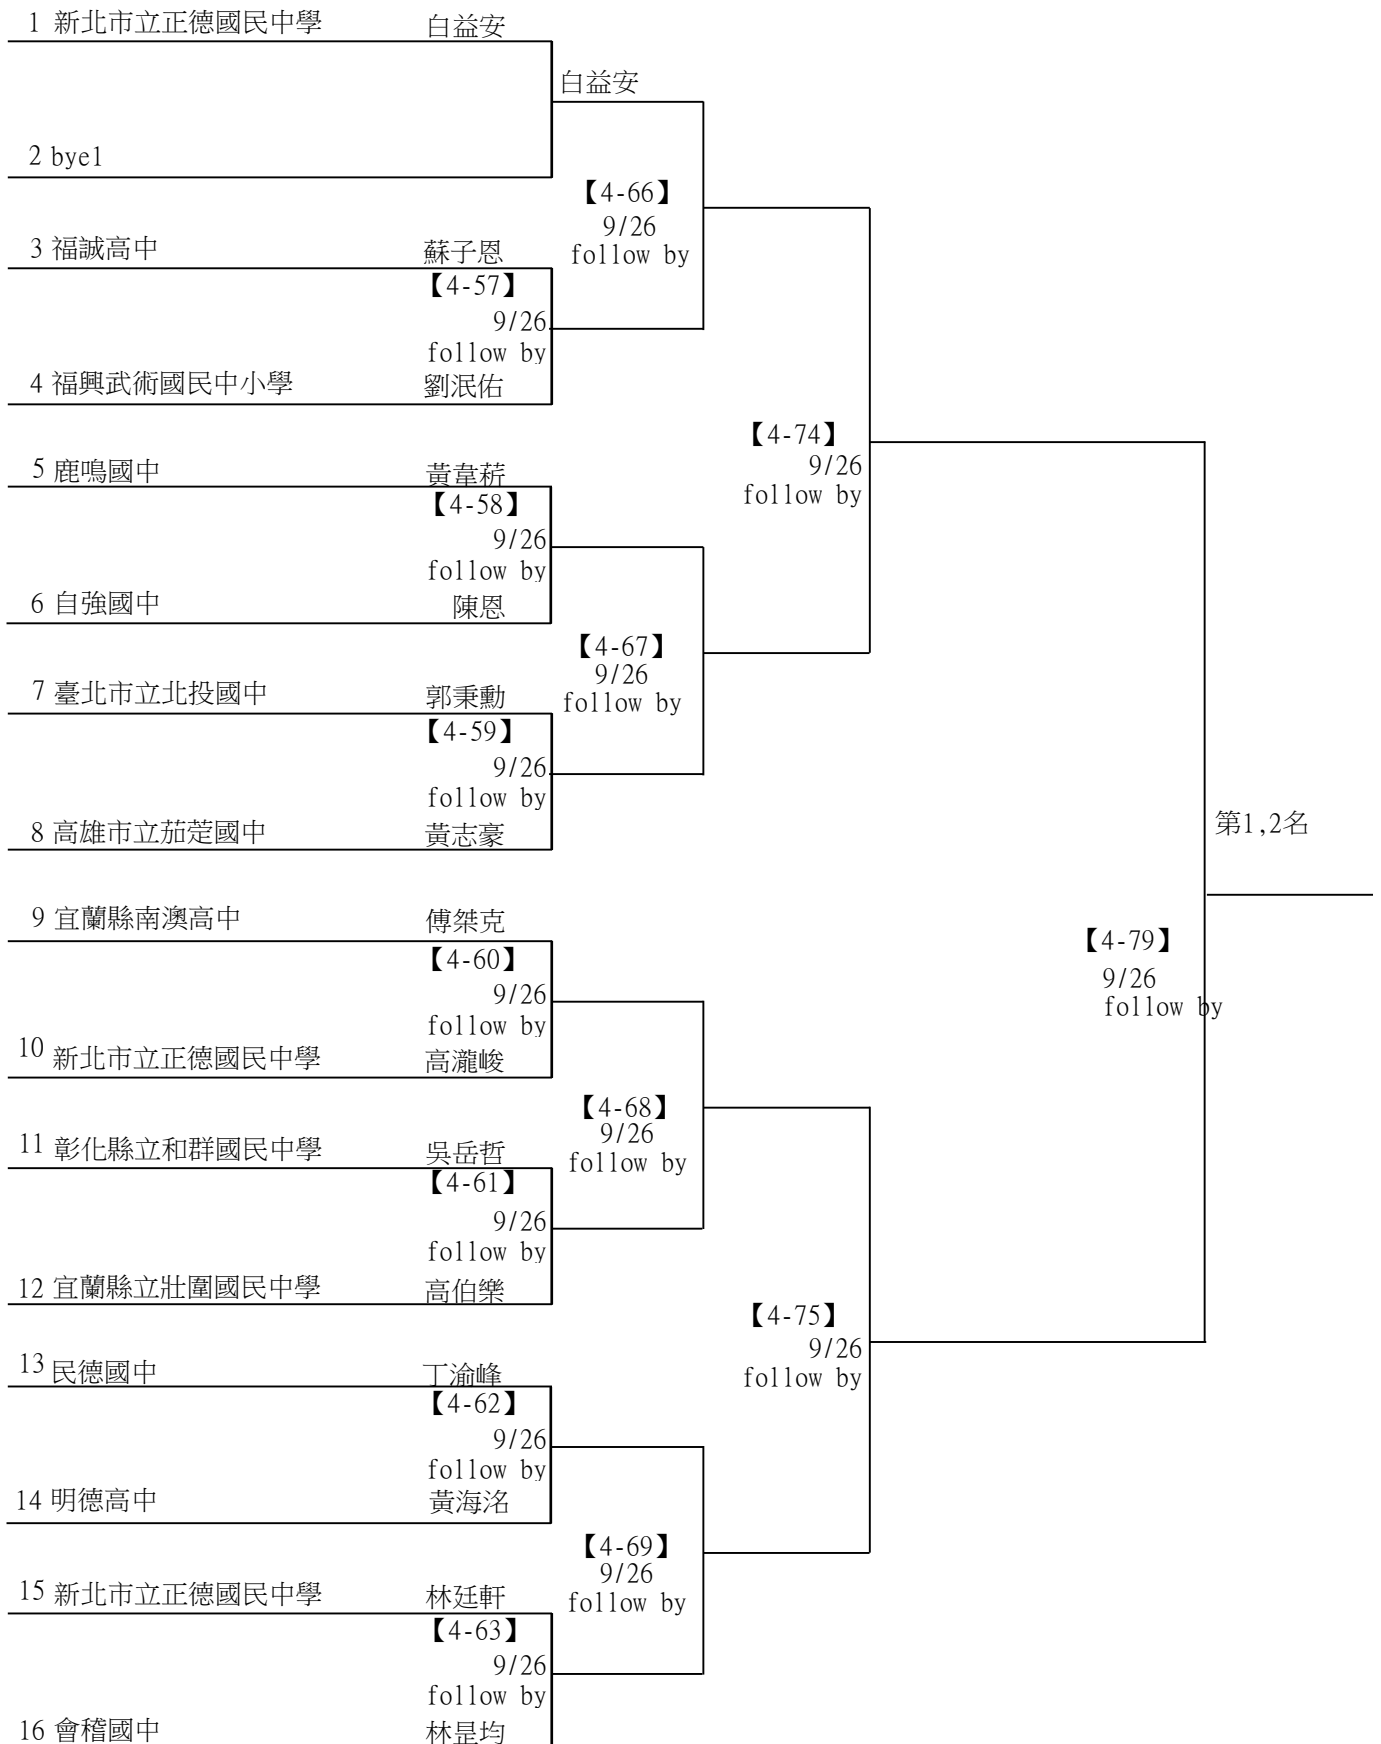 1 新北市立正德國民中學 白益安
白益安
2 bye1
【4-66】
9/26
follow by
3 福誠高中 蘇子恩
【4-57】
9/26
follow by
4 福興武術國民中小學 劉泯佑
【4-74】
9/26
follow by
5 鹿鳴國中 黃韋菥
【4-58】
9/26
follow by
6 自強國中 陳恩
【4-67】
9/26
follow by
7 臺北市立北投國中 郭秉勳
【4-59】
9/26
follow by
8 高雄市立茄萣國中 黃志豪
第1,2名
【4-79】
9/26
follow by
9 宜蘭縣南澳高中 傅桀克
【4-60】
9/26
follow by
10 新北市立正德國民中學 高瀧峻
【4-68】
9/26
follow by
11 彰化縣立和群國民中學 吳岳哲
【4-61】
9/26
follow by
12 宜蘭縣立壯圍國民中學 高伯樂
【4-75】
9/26
follow by
13 民德國中 丁渝峰
【4-62】
9/26
follow by
14 明德高中 黃海洺
【4-69】
9/26
follow by
15 新北市立正德國民中學 林廷軒
【4-63】
9/26
follow by
16 會稽國中 林昰均